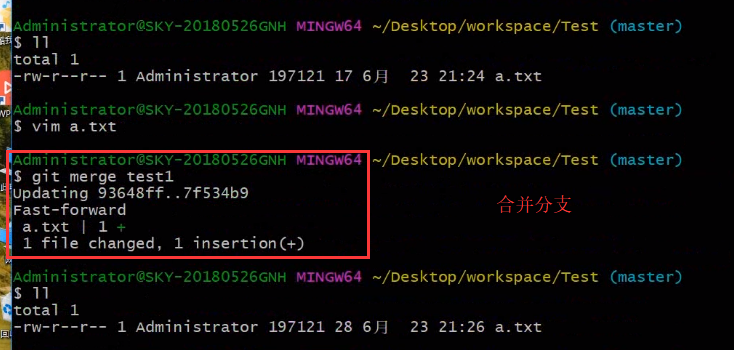 Administrator@SKY-20180526GNH MINGW64 ~/Desktop/workspace/Test (master)
$ ll
total 1
-rw-r--r-- 1 Administrator 197121 17 6月  23 21:24 a.txt
Administrator@SKY-20180526GNH MINGW64 ~/Desktop/workspace/Test (master)
$ vim a.txt
Administrator@SKY-20180526GNH MINGW64 ~/Desktop/workspace/Test (master)
$ git merge test1
Updating 93648ff..7f534b9
Fast-forward
 a.txt | 1 +
 1 file changed, 1 insertion(+)
合并分支
Administrator@SKY-20180526GNH MINGW64 ~/Desktop/workspace/Test (master)
$ ll
total 1
-rw-r--r-- 1 Administrator 197121 28 6月  23 21:26 a.txt